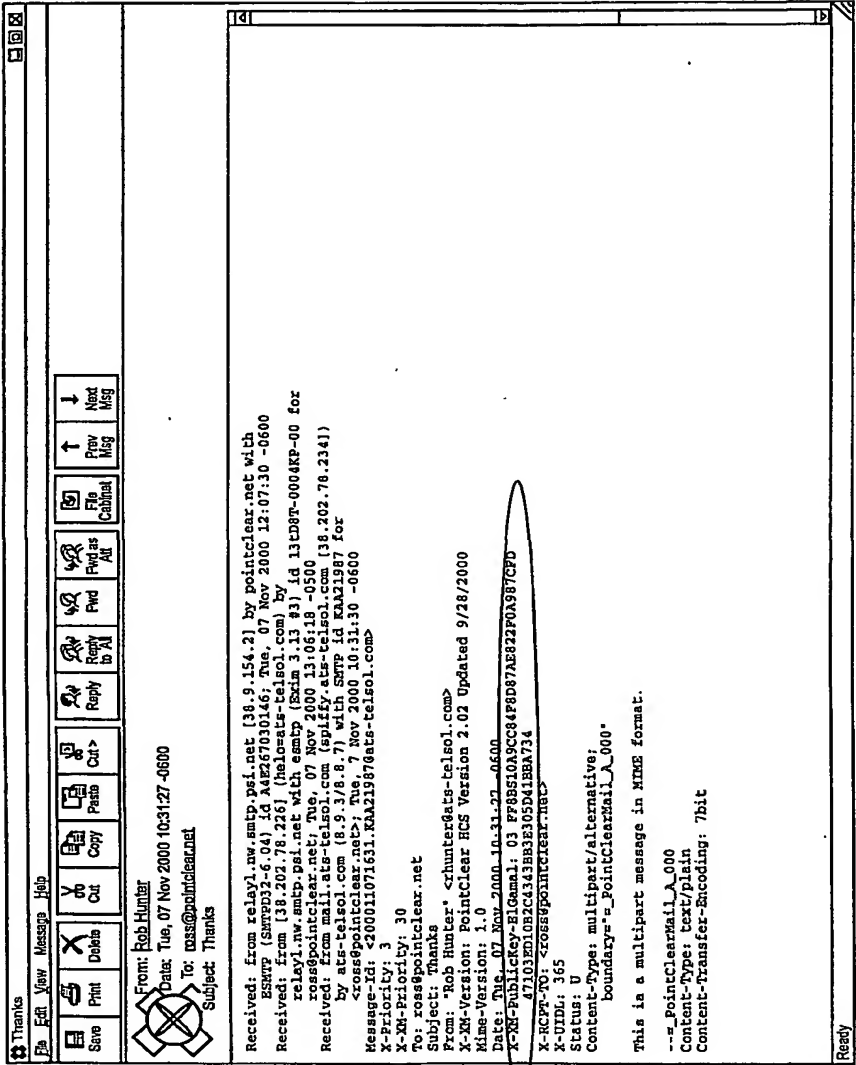 Thanks
File Edit View Message Help
Save Print Delete Cut Copy Paste Cut> Reply Reply to All Fwd Fwd as Att File Cabinet Prev Msg Next Msg
From: Rob Hunter
Date: Tue, 07 Nov 2000 10:31:27 -0600
To: ross@pointclear.net
Subject: Thanks
Received: from relay1.nw.smtp.psi.net [38.9.154.2] by pointclear.net with
ESMTP (SMTPD32-6.04) id A4E267030146; Tue, 07 Nov 2000 12:07:30 -0600
Received: from [38.202.78.226] (helo=ats-telsol.com) by
relay1.nw.smtp.psi.net with esmtp (Exim 3.13 #3) id 13tD8T-0004KP-00 for
ross@pointclear.net; Tue, 07 Nov 2000 13:06:18 -0500
Received: from mail.ats-telsol.com (spiffy.ats-telsol.com [38.202.78.234])
by ats-telsol.com (8.9.3/8.8.7) with SMTP id KAA21987 for
<ross@pointclear.net>; Tue, 7 Nov 2000 10:31:30 -0600
Message-Id: <200011071631.KAA21987@ats-telsol.com>
X-Priority: 3
X-XM-Priority: 30
To: ross@pointclear.net
Subject: Thanks
From: "Rob Hunter" <rhunter@ats-telsol.com>
X-XM-Version: PointClear HCS Version 2.02 Updated 9/28/2000
Mime-Version: 1.0
Date: Tue, 07 Nov 2000 10:31:27 -0600
X-XM-PublicKey-ElGamal: 03 FF8B510A9CC84F8D87AE822F0A987CFD
47103ED10B2C4343BB3E305D41BBA734
X-RCPT-TO: <ross@pointclear.net>
X-UIDL: 365
Status: U
Content-Type: multipart/alternative;
boundary="=_PointClearMail_A_000"
This is a multipart message in MIME format.
--=_PointClearMail_A_000
Content-Type: text/plain
Content-Transfer-Encoding: 7bit
Ready